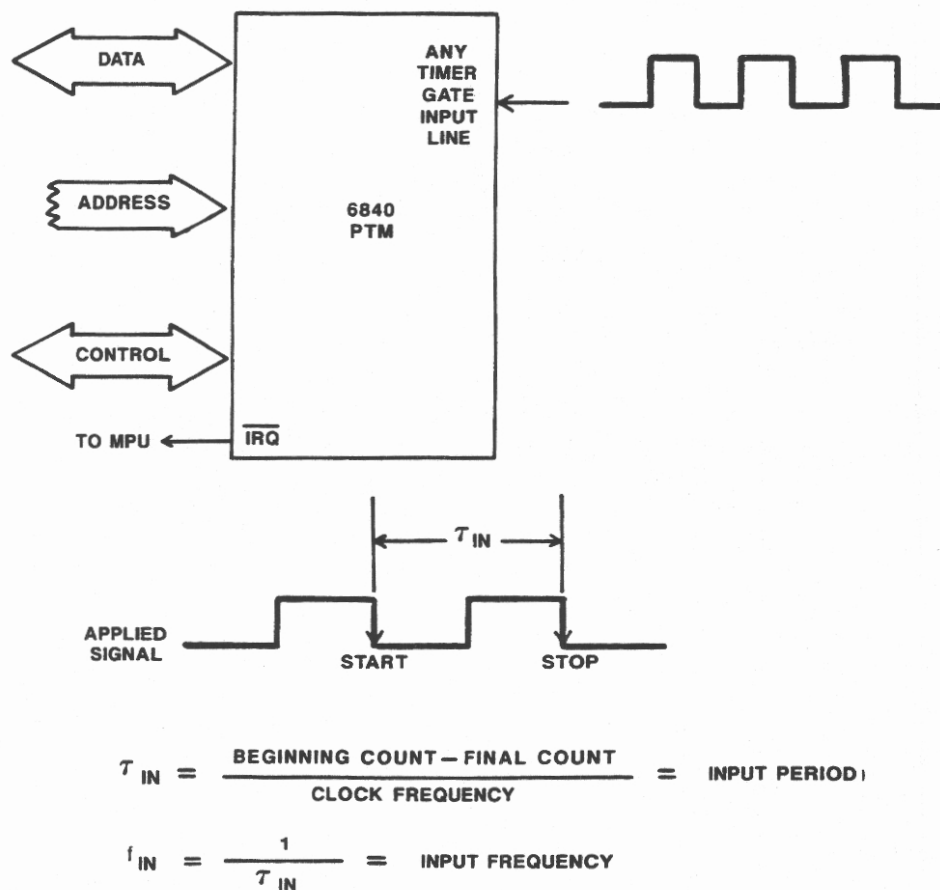 DATA
ANY
TIMER
GATE
INPUT
LINE
ADDRESS
6840
PTM
CONTROL
TO MPU
IRQ
τ IN
APPLIED
SIGNAL
START
STOP
τ IN = BEGINNING COUNT — FINAL COUNT / CLOCK FREQUENCY = INPUT PERIOD
f IN = 1 / τ IN = INPUT FREQUENCY